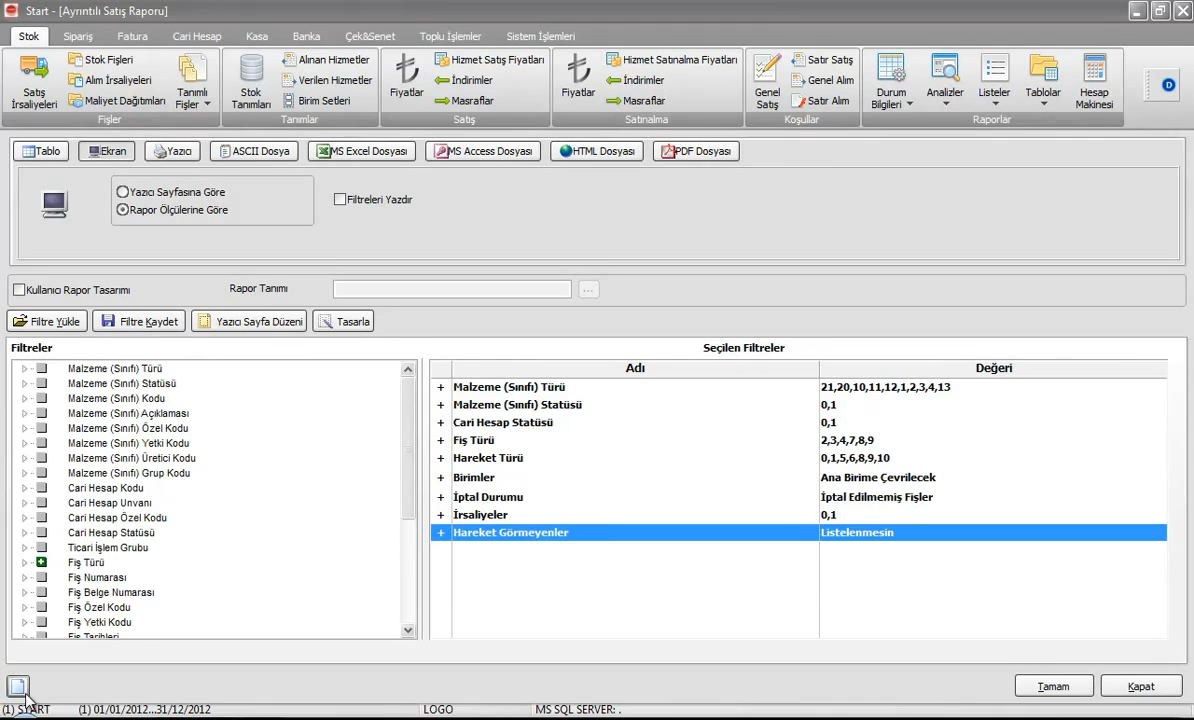 Start - [Ayrıntılı Satış Raporu]
Stok Sipariş Fatura Cari Hesap Kasa Banka Çek&Senet Toplu İşlemler Sistem İşlemleri
Satış İrsaliyeleri
Stok Fişleri
Alım İrsaliyeleri
Maliyet Dağıtımları
Tanımlı Fişler
Fişler
Stok Tanımları
Alınan Hizmetler
Verilen Hizmetler
Birim Setleri
Tanımlar
Fiyatlar
Hizmet Satış Fiyatları
İndirimler
Masraflar
Satış
Fiyatlar
Hizmet Satınalma Fiyatları
İndirimler
Masraflar
Satınalma
Genel Satış
Satır Satış
Genel Alım
Satır Alım
Koşullar
Durum Bilgileri
Analizler
Listeler
Tablolar
Hesap Makinesi
Raporlar
D
Tablo Ekran Yazıcı ASCII Dosya MS Excel Dosyası MS Access Dosyası HTML Dosyası PDF Dosyası
Yazıcı Sayfasına Göre
Rapor Ölçülerine Göre
Filtreleri Yazdır
Kullanıcı Rapor Tasarımı Rapor Tanımı ...
Filtre Yükle Filtre Kaydet Yazıcı Sayfa Düzeni Tasarla
Filtreler
Malzeme (Sınıfı) Türü
Malzeme (Sınıfı) Statüsü
Malzeme (Sınıfı) Kodu
Malzeme (Sınıfı) Açıklaması
Malzeme (Sınıfı) Özel Kodu
Malzeme (Sınıfı) Yetki Kodu
Malzeme (Sınıfı) Üretici Kodu
Malzeme (Sınıfı) Grup Kodu
Cari Hesap Kodu
Cari Hesap Unvanı
Cari Hesap Özel Kodu
Cari Hesap Statüsü
Ticari İşlem Grubu
Fiş Türü
Fiş Numarası
Fiş Belge Numarası
Fiş Özel Kodu
Fiş Yetki Kodu
Fiş Tarihleri
Seçilen Filtreler
Adı Değeri
+ Malzeme (Sınıfı) Türü 21,20,10,11,12,1,2,3,4,13
+ Malzeme (Sınıfı) Statüsü 0,1
+ Cari Hesap Statüsü 0,1
+ Fiş Türü 2,3,4,7,8,9
+ Hareket Türü 0,1,5,6,8,9,10
+ Birimler Ana Birime Çevrilecek
+ İptal Durumu İptal Edilmemiş Fişler
+ İrsaliyeler 0,1
+ Hareket Görmeyenler Listelenmesin
Tamam Kapat
(1) START (1) 01/01/2012...31/12/2012 LOGO MS SQL SERVER: .